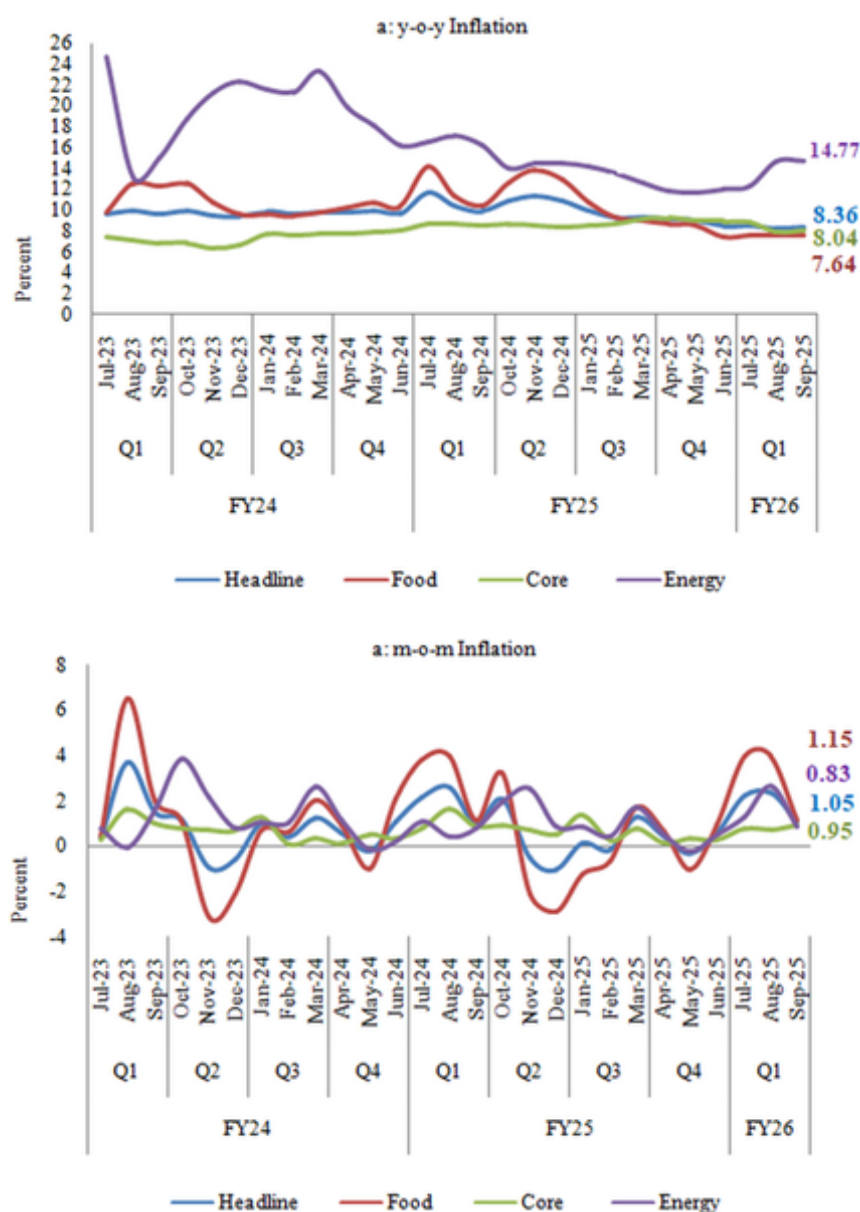 a: y-o-y Inflation
26
24
22
20
18
16
14
12
10
8
6
4
2
0
Percent
14.77
8.36
8.04
7.64
Jul-23 Aug-23 Sep-23 Oct-23 Nov-23 Dec-23 Jan-24 Feb-24 Mar-24 Apr-24 May-24 Jun-24 Jul-24 Aug-24 Sep-24 Oct-24 Nov-24 Dec-24 Jan-25 Feb-25 Mar-25 Apr-25 May-25 Jun-25 Jul-25 Aug-25 Sep-25
Q1 Q2 Q3 Q4 Q1 Q2 Q3 Q4 Q1
FY24 FY25 FY26
Headline Food Core Energy
a: m-o-m Inflation
8
6
4
2
0
-2
-4
Percent
1.15
0.83
1.05
0.95
Jul-23 Aug-23 Sep-23 Oct-23 Nov-23 Dec-23 Jan-24 Feb-24 Mar-24 Apr-24 May-24 Jun-24 Jul-24 Aug-24 Sep-24 Oct-24 Nov-24 Dec-24 Jan-25 Feb-25 Mar-25 Apr-25 May-25 Jun-25 Jul-25 Aug-25 Sep-25
Q1 Q2 Q3 Q4 Q1 Q2 Q3 Q4 Q1
FY24 FY25 FY26
Headline Food Core Energy